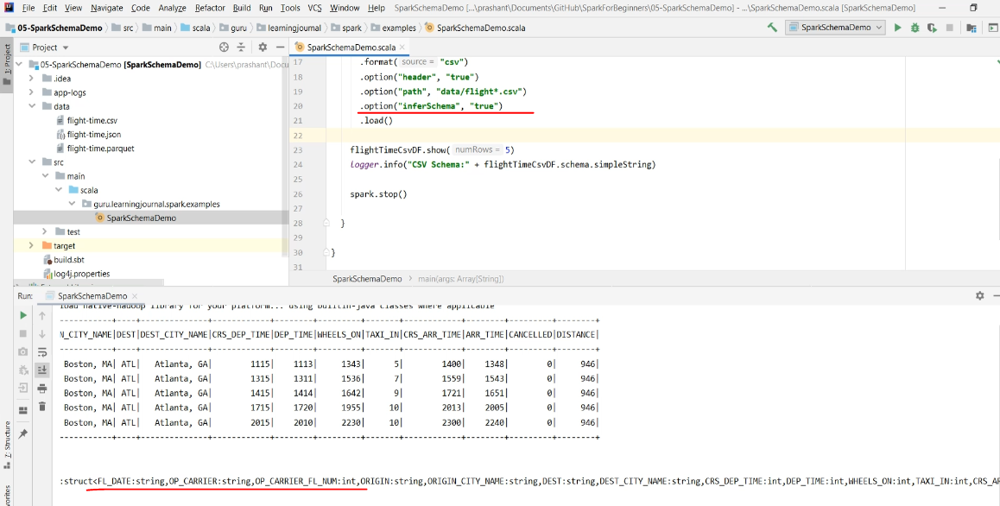 File Edit View Navigate Code Analyze Refactor Build Run Tools VCS Window Help SparkSchemaDemo [...\prashant\Documents\GitHub\SparkForBeginners\05-SparkSchemaDemo] - ...\SparkSchemaDemo.scala [SparkSchemaDemo]
05-SparkSchemaDemo src main scala guru learningjournal spark examples SparkSchemaDemo.scala SparkSchemaDemo
1: Project
Project SparkSchemaDemo.scala
05-SparkSchemaDemo [SparkSchemaDemo] C:\Users\prashant\Docu
.idea
app-logs
data
flight-time.csv
flight-time.json
flight-time.parquet
src
main
scala
guru.learningjournal.spark.examples
SparkSchemaDemo
test
target
build.sbt
log4j.properties
17 .format( source = "csv")
18 .option("header", "true")
19 .option("path", "data/flight*.csv")
20 .option("inferSchema", "true")
21 .load()
22
23 flightTimeCsvDF.show( numRows = 5)
24 logger.info("CSV Schema:" + flightTimeCsvDF.schema.simpleString)
25
26 spark.stop()
27
28 }
29
30 }
31
SparkSchemaDemo > main(args: Array[String])
Run: SparkSchemaDemo
load native-hadoop library for your platform... using builtin-java classes where applicable
-----------+----+--------------+------------+--------+---------+-------+------------+--------+---------+--------+
N_CITY_NAME|DEST|DEST_CITY_NAME|CRS_DEP_TIME|DEP_TIME|WHEELS_ON|TAXI_IN|CRS_ARR_TIME|ARR_TIME|CANCELLED|DISTANCE|
-----------+----+--------------+------------+--------+---------+-------+------------+--------+---------+--------+
Boston, MA| ATL| Atlanta, GA| 1115| 1113| 1343| 5| 1400| 1348| 0| 946|
Boston, MA| ATL| Atlanta, GA| 1315| 1311| 1536| 7| 1559| 1543| 0| 946|
Boston, MA| ATL| Atlanta, GA| 1415| 1414| 1642| 9| 1721| 1651| 0| 946|
Boston, MA| ATL| Atlanta, GA| 1715| 1720| 1955| 10| 2013| 2005| 0| 946|
Boston, MA| ATL| Atlanta, GA| 2015| 2010| 2230| 10| 2300| 2240| 0| 946|
-----------+----+--------------+------------+--------+---------+-------+------------+--------+---------+--------+
:struct<FL_DATE:string,OP_CARRIER:string,OP_CARRIER_FL_NUM:int,ORIGIN:string,ORIGIN_CITY_NAME:string,DEST:string,DEST_CITY_NAME:string,CRS_DEP_TIME:int,DEP_TIME:int,WHEELS_ON:int,TAXI_IN:int,CRS_AR
Z: Structure